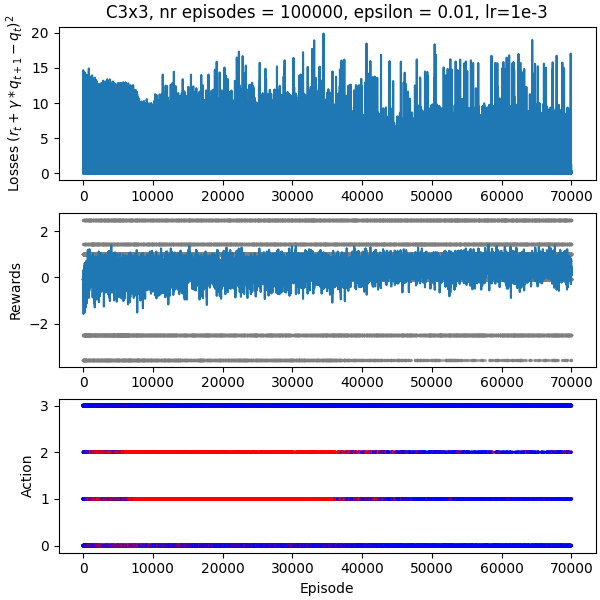 C3x3, nr episodes = 100000, epsilon = 0.01, lr=1e-3
Losses $(r_t + \gamma * q_{t+1} - q_t)^2$
20
15
10
5
0
0 10000 20000 30000 40000 50000 60000 70000
Rewards
2
0
−2
0 10000 20000 30000 40000 50000 60000 70000
Action
3
2
1
0
0 10000 20000 30000 40000 50000 60000 70000
Episode